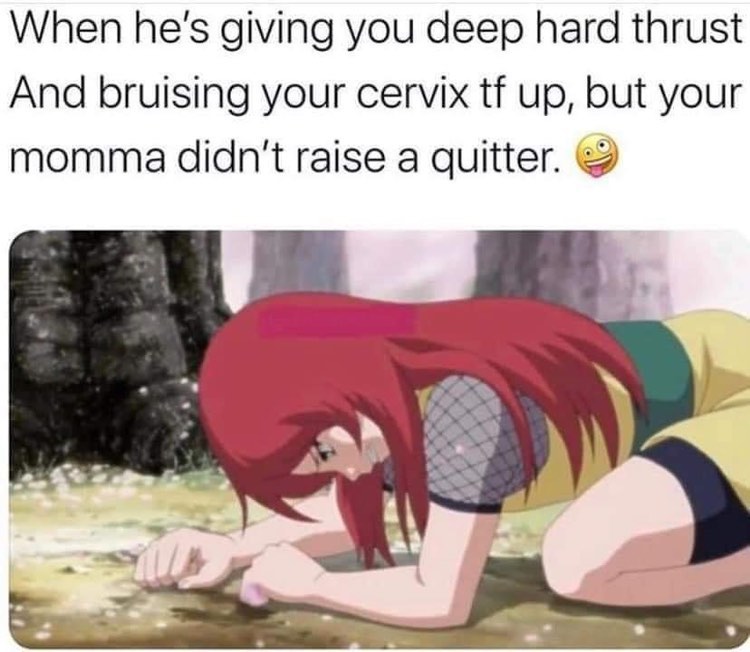 When he's giving you deep hard thrust
And bruising your cervix tf up, but your
momma didn't raise a quitter. 🤪